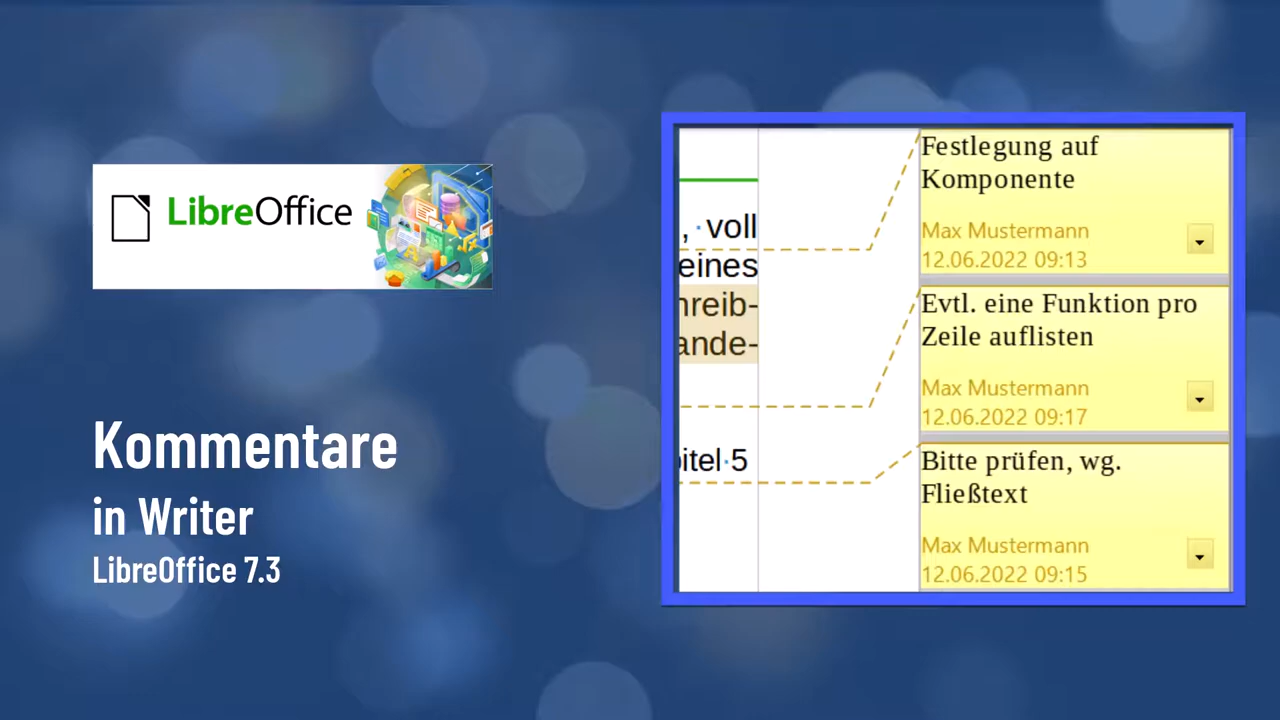 LibreOffice
Kommentare
in Writer
LibreOffice 7.3
, voll
eines
hreib-
ande-
itel 5
Festlegung auf
Komponente
Max Mustermann
12.06.2022 09:13
Evtl. eine Funktion pro
Zeile auflisten
Max Mustermann
12.06.2022 09:17
Bitte prüfen, wg.
Fließtext
Max Mustermann
12.06.2022 09:15